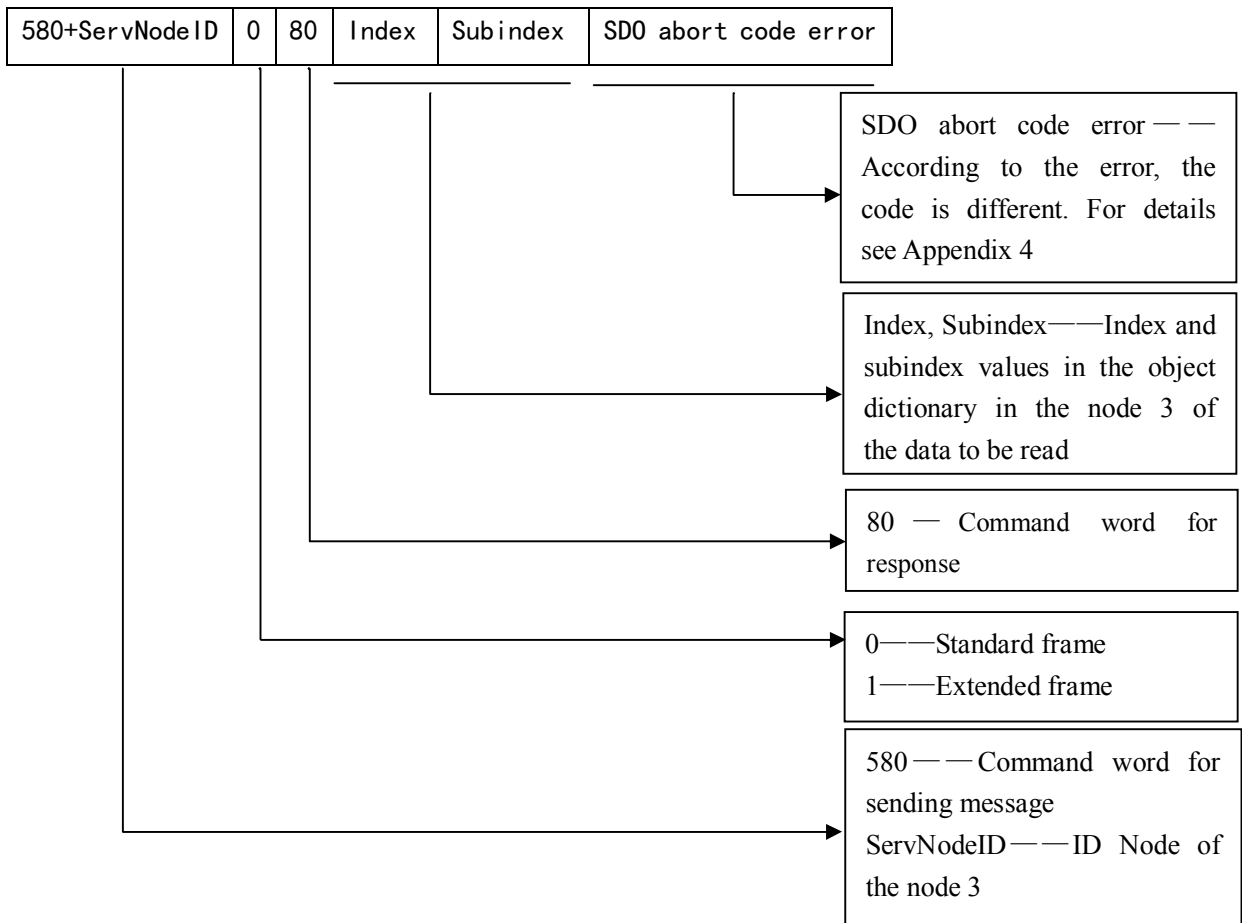 580+ServNodeID 0 80 Index Subindex SDO abort code error
SDO abort code error — —
According to the error, the
code is different. For details
see Appendix 4
Index, Subindex——Index and
subindex values in the object
dictionary in the node 3 of
the data to be read
80 — Command word for
response
0——Standard frame
1——Extended frame
580 — — Command word for
sending message
ServNodeID — — ID Node of
the node 3